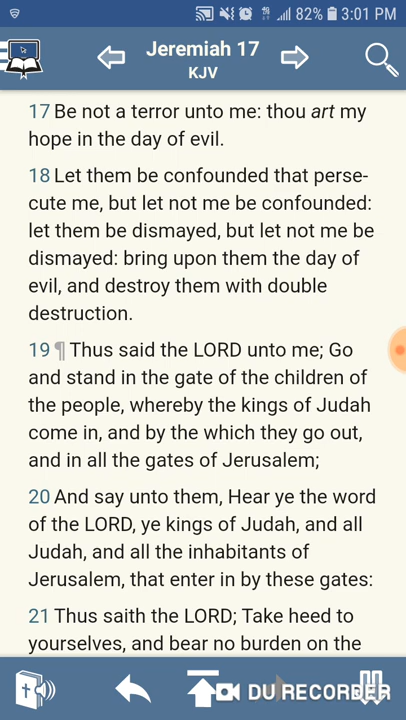 82% 3:01 PM
Jeremiah 17
KJV
17 Be not a terror unto me: thou art my
hope in the day of evil.
18 Let them be confounded that perse-
cute me, but let not me be confounded:
let them be dismayed, but let not me be
dismayed: bring upon them the day of
evil, and destroy them with double
destruction.
19 ¶ Thus said the LORD unto me; Go
and stand in the gate of the children of
the people, whereby the kings of Judah
come in, and by the which they go out,
and in all the gates of Jerusalem;
20 And say unto them, Hear ye the word
of the LORD, ye kings of Judah, and all
Judah, and all the inhabitants of
Jerusalem, that enter in by these gates:
21 Thus saith the LORD; Take heed to
yourselves, and bear no burden on the
DU RECORDER